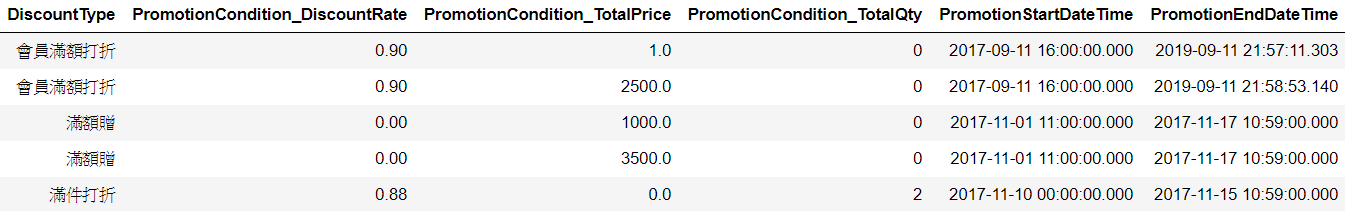 DiscountType PromotionCondition_DiscountRate PromotionCondition_TotalPrice PromotionCondition_TotalQty PromotionStartDateTime PromotionEndDateTime
會員滿額打折 0.90 1.0 0 2017-09-11 16:00:00.000 2019-09-11 21:57:11.303
會員滿額打折 0.90 2500.0 0 2017-09-11 16:00:00.000 2019-09-11 21:58:53.140
滿額贈 0.00 1000.0 0 2017-11-01 11:00:00.000 2017-11-17 10:59:00.000
滿額贈 0.00 3500.0 0 2017-11-01 11:00:00.000 2017-11-17 10:59:00.000
滿件打折 0.88 0.0 2 2017-11-10 00:00:00.000 2017-11-15 10:59:00.000